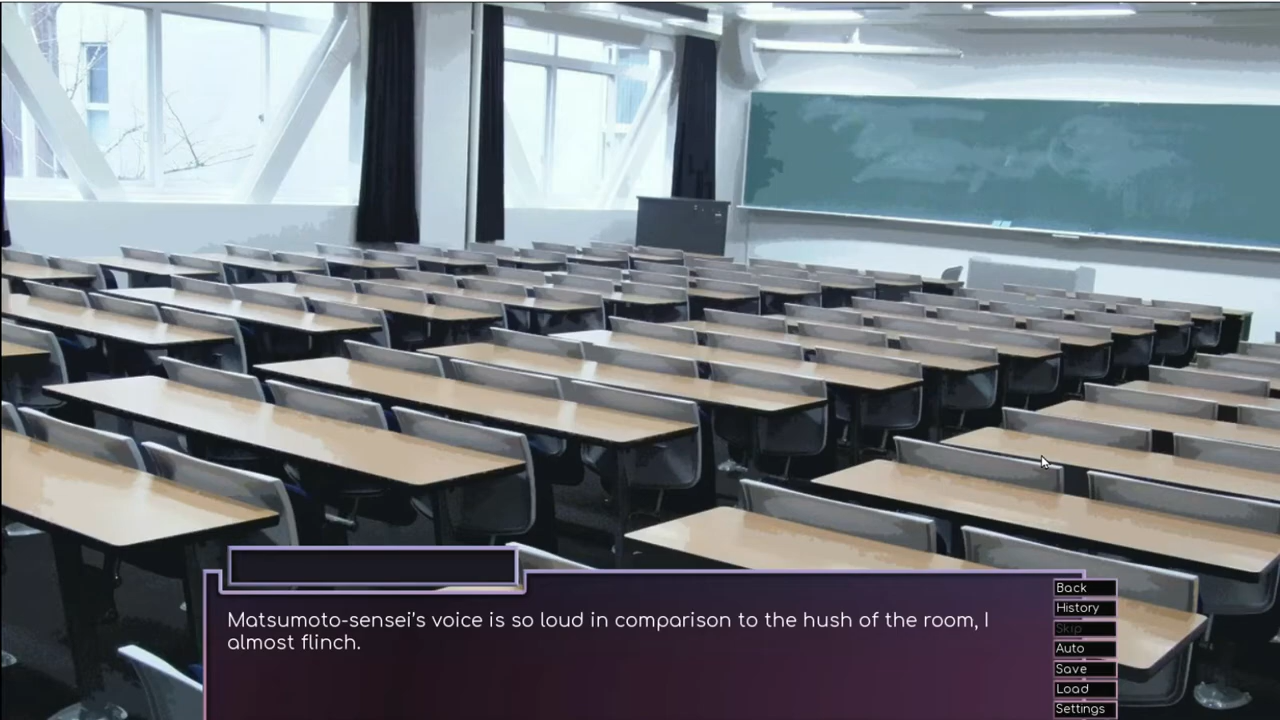 Matsumoto-sensei's voice is so loud in comparison to the hush of the room, I
almost flinch.
Back
History
Skip
Auto
Save
Load
Settings